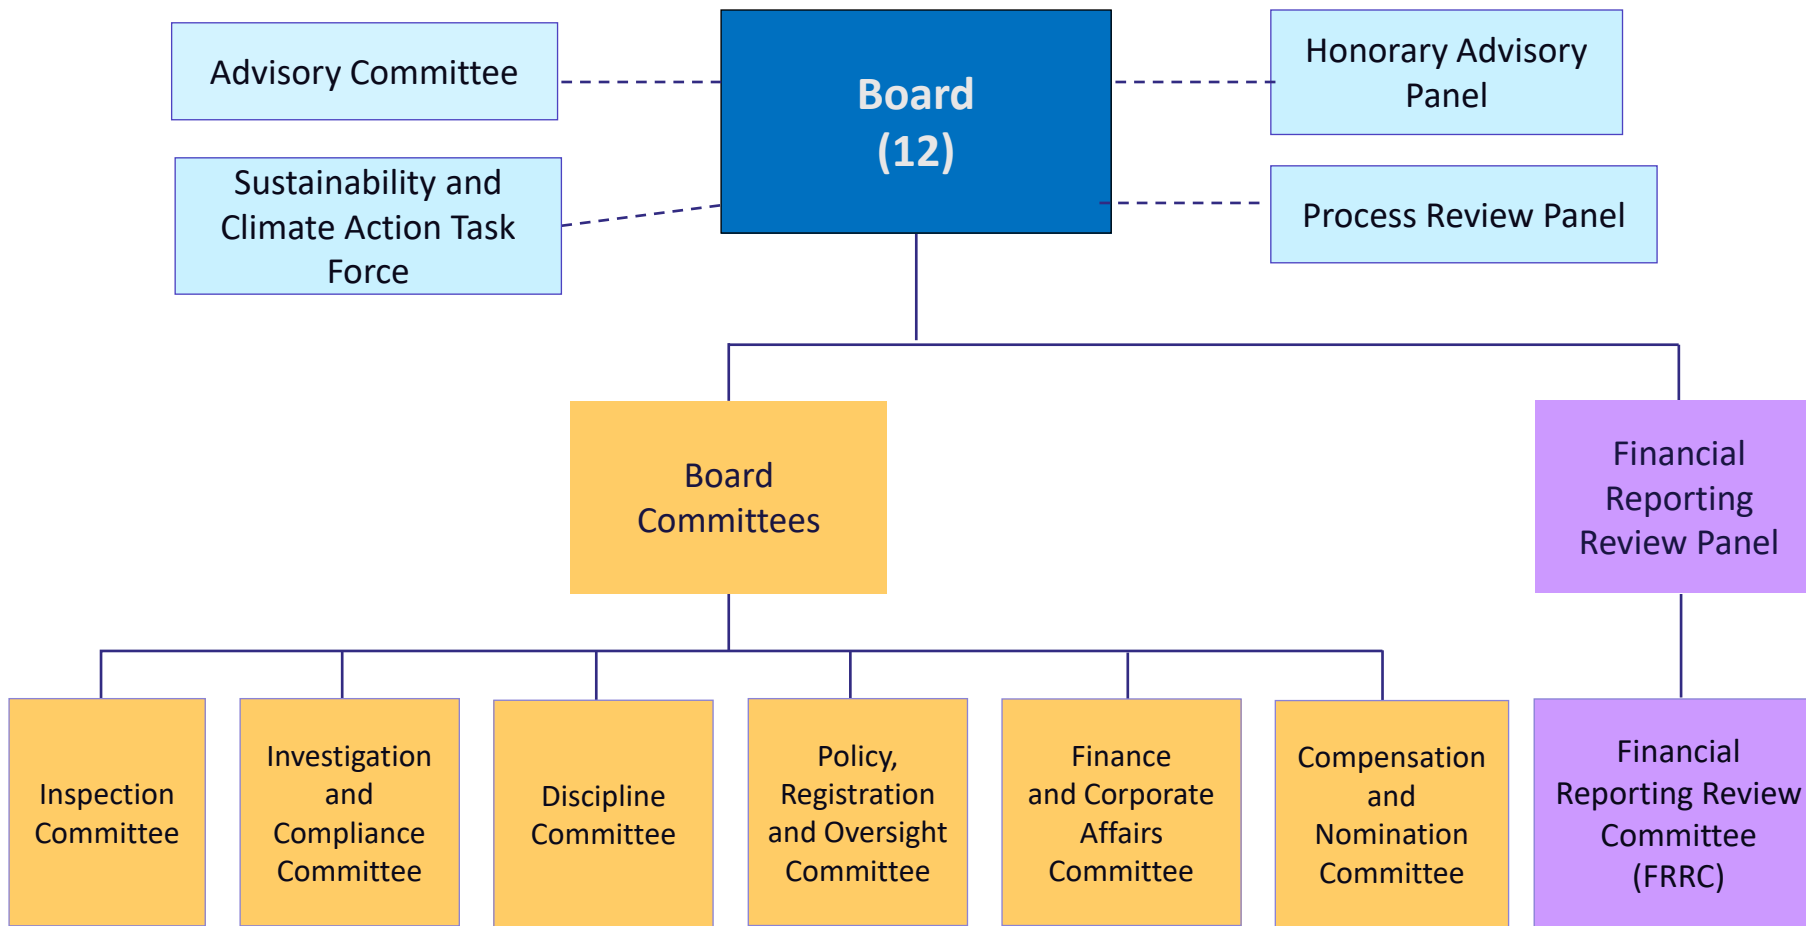 Advisory Committee
Board
(12)
Honorary Advisory
Panel
Sustainability and
Climate Action Task
Force
Process Review Panel
Board
Committees
Financial
Reporting
Review Panel
Inspection
Committee
Investigation
and
Compliance
Committee
Discipline
Committee
Policy,
Registration
and Oversight
Committee
Finance
and Corporate
Affairs
Committee
Compensation
and
Nomination
Committee
Financial
Reporting Review
Committee
(FRRC)